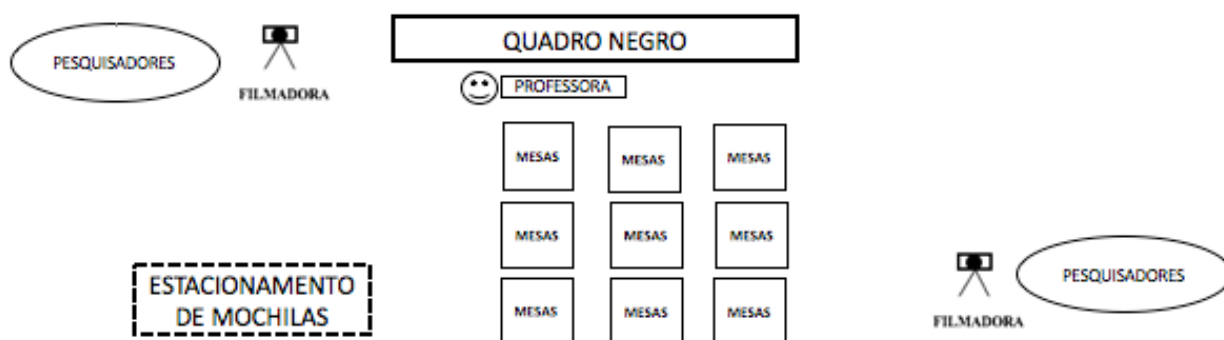 QUADRO NEGRO
PESQUISADORES
FILMADORA
PROFESSORA
MESAS MESAS MESAS
MESAS MESAS MESAS
ESTACIONAMENTO
DE MOCHILAS
MESAS MESAS MESAS
PESQUISADORES
FILMADORA